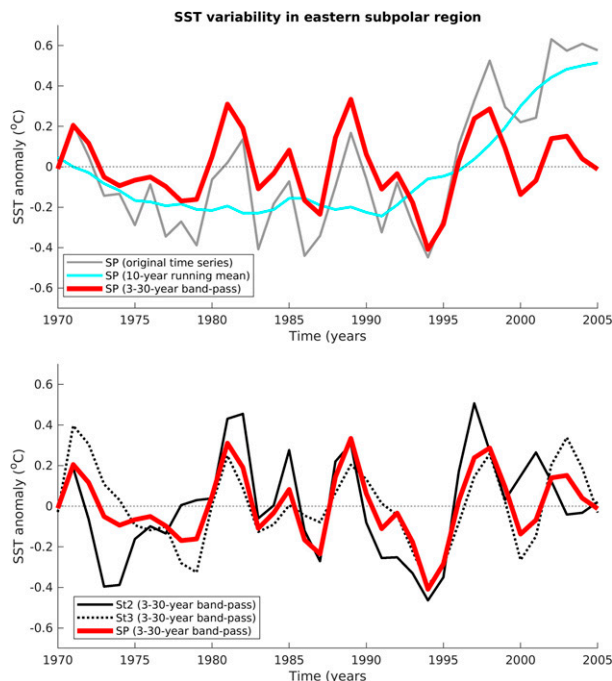 SST variability in eastern subpolar region
SST anomaly (⁰C)
0.6
0.4
0.2
0
-0.2
-0.4
-0.6
SP (original time series)
SP (10-year running mean)
SP (3-30-year band-pass)
1970 1975 1980 1985 1990 1995 2000 2005
Time (years
SST anomaly (⁰C)
0.6
0.4
0.2
0
-0.2
-0.4
-0.6
St2 (3-30-year band-pass)
St3 (3-30-year band-pass)
SP (3-30-year band-pass)
1970 1975 1980 1985 1990 1995 2000 2005
Time (years)